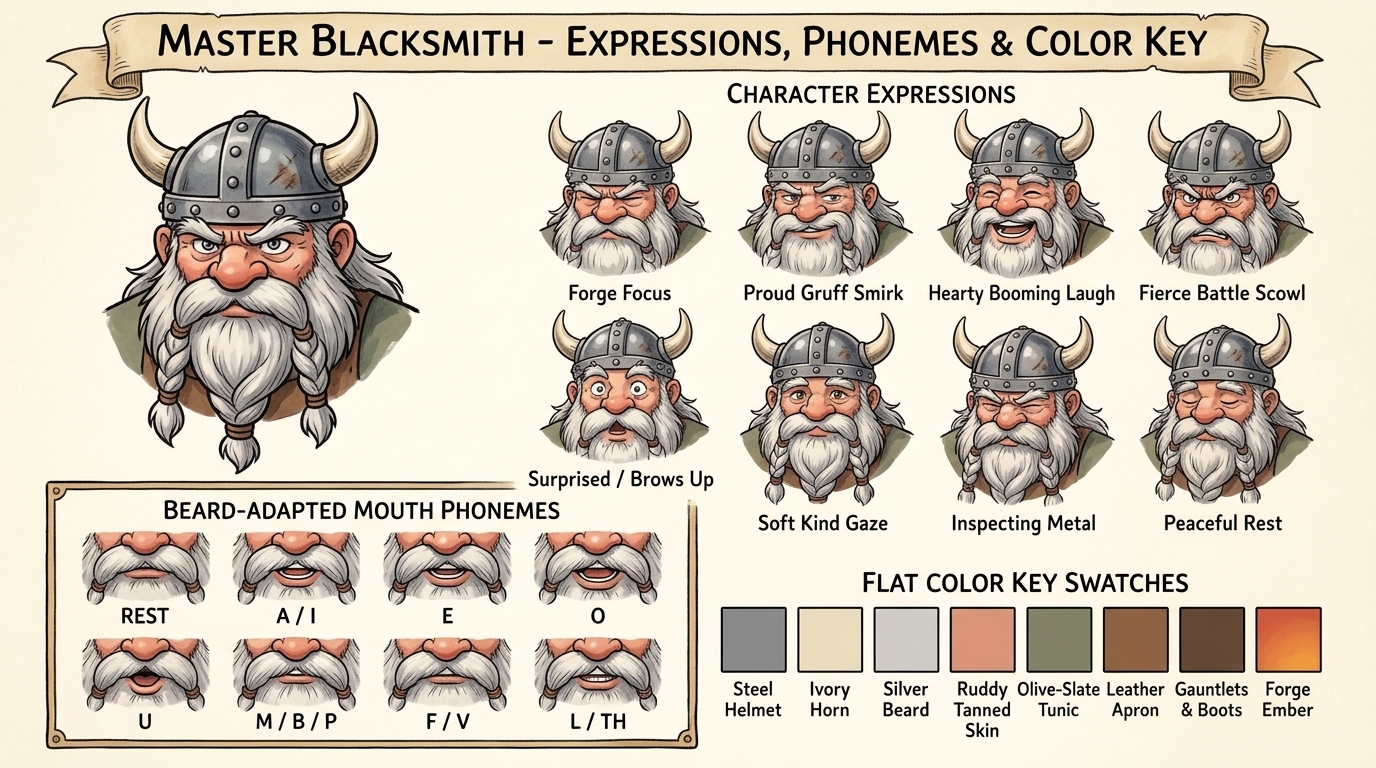 MASTER BLACKSMITH - EXPRESSIONS, PHONEMES & COLOR KEY
CHARACTER EXPRESSIONS
Forge Focus
Proud Gruff Smirk
Hearty Booming Laugh
Fierce Battle Scowl
Surprised / Brows Up
Soft Kind Gaze
Inspecting Metal
Peaceful Rest
BEARD-ADAPTED MOUTH PHONEMES
REST
A / I
E
O
U
M / B / P
F / V
L / TH
FLAT COLOR KEY SWATCHES
Steel
Helmet
Ivory
Horn
Silver
Beard
Ruddy
Tanned
Skin
Olive-Slate
Tunic
Leather
Apron
Gauntlets
& Boots
Forge
Ember